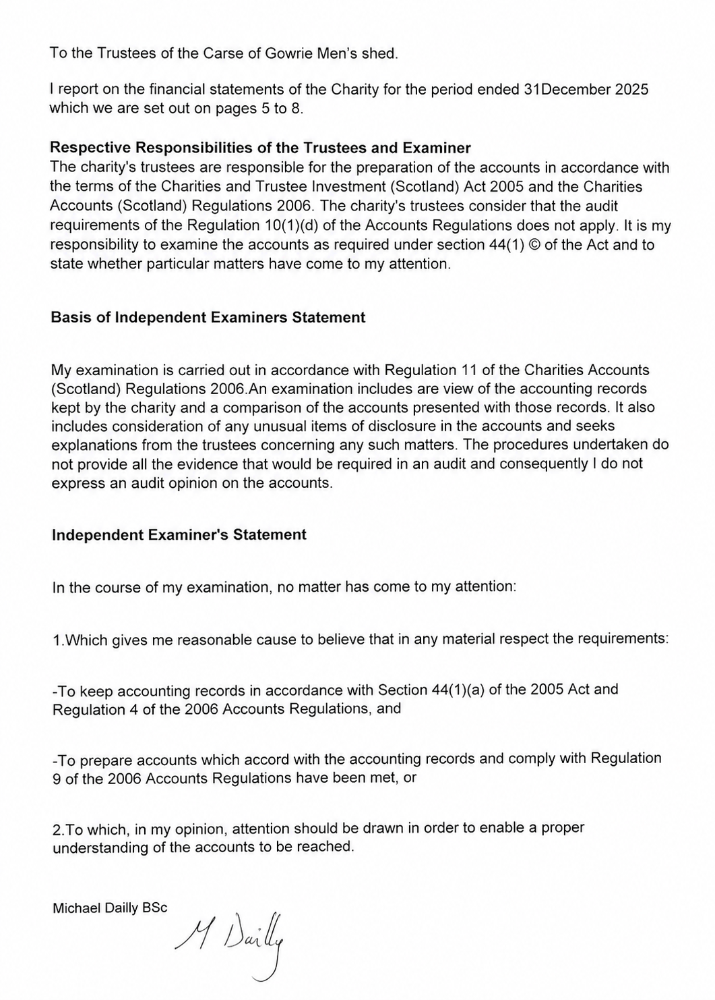 To the Trustees of the Carse of Gowrie Men's shed.
I report on the financial statements of the Charity for the period ended 31December 2025
which we are set out on pages 5 to 8.
Respective Responsibilities of the Trustees and Examiner
The charity's trustees are responsible for the preparation of the accounts in accordance with
the terms of the Charities and Trustee Investment (Scotland) Act 2005 and the Charities
Accounts (Scotland) Regulations 2006. The charity's trustees consider that the audit
requirements of the Regulation 10(1)(d) of the Accounts Regulations does not apply. It is my
responsibility to examine the accounts as required under section 44(1) © of the Act and to
state whether particular matters have come to my attention.
Basis of Independent Examiners Statement
My examination is carried out in accordance with Regulation 11 of the Charities Accounts
(Scotland) Regulations 2006.An examination includes are view of the accounting records
kept by the charity and a comparison of the accounts presented with those records. It also
includes consideration of any unusual items of disclosure in the accounts and seeks
explanations from the trustees concerning any such matters. The procedures undertaken do
not provide all the evidence that would be required in an audit and consequently I do not
express an audit opinion on the accounts.
Independent Examiner's Statement
In the course of my examination, no matter has come to my attention:
1.Which gives me reasonable cause to believe that in any material respect the requirements:
-To keep accounting records in accordance with Section 44(1)(a) of the 2005 Act and
Regulation 4 of the 2006 Accounts Regulations, and
-To prepare accounts which accord with the accounting records and comply with Regulation
9 of the 2006 Accounts Regulations have been met, or
2.To which, in my opinion, attention should be drawn in order to enable a proper
understanding of the accounts to be reached.
Michael Dailly BSc
M Dailly